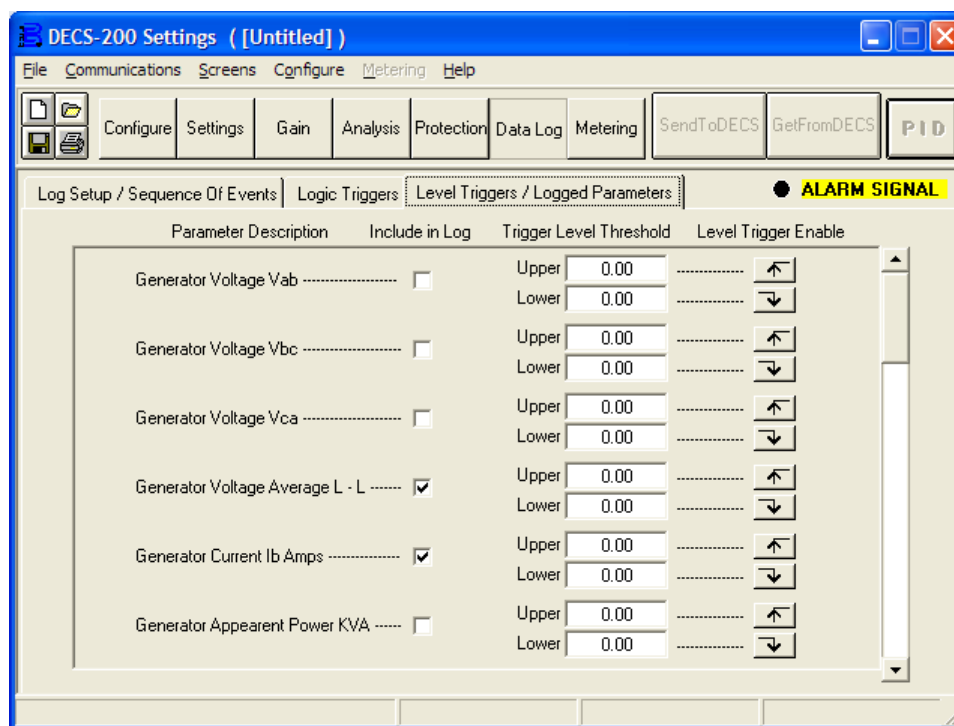 DECS-200 Settings ( [Untitled] )
File Communications Screens Configure Metering Help
Configure Settings Gain Analysis Protection Data Log Metering SendToDECS GetFromDECS PID
Log Setup / Sequence Of Events Logic Triggers Level Triggers / Logged Parameters ALARM SIGNAL
Parameter Description Include in Log Trigger Level Threshold Level Trigger Enable
Generator Voltage Vab -------------------- Upper 0.00 --------------
Lower 0.00 --------------
Generator Voltage Vbc -------------------- Upper 0.00 --------------
Lower 0.00 --------------
Generator Voltage Vca -------------------- Upper 0.00 --------------
Lower 0.00 --------------
Generator Voltage Average L - L ------ Upper 0.00 --------------
Lower 0.00 --------------
Generator Current Ib Amps --------------- Upper 0.00 --------------
Lower 0.00 --------------
Generator Appearent Power KVA ----- Upper 0.00 --------------
Lower 0.00 --------------